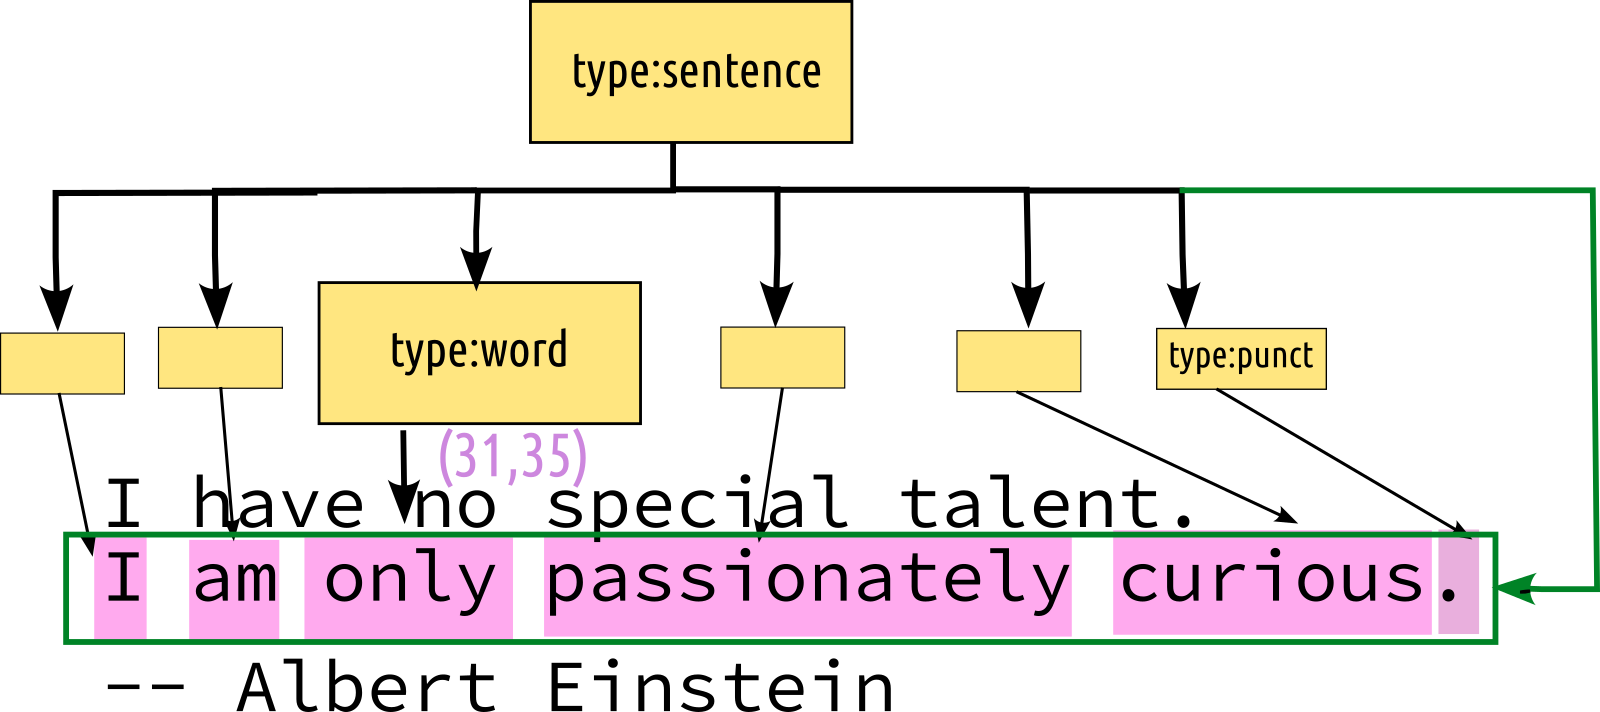 type:sentence
type:word
type:punct
(31,35)
I have no special talent.
I am only passionately curious.
-- Albert Einstein